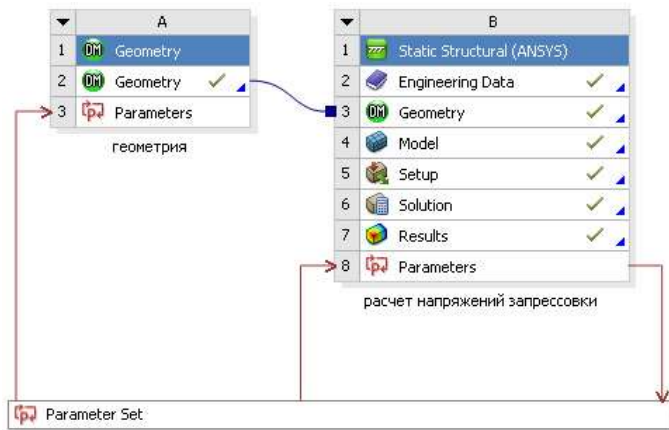 A
1 Geometry
2 Geometry
3 Parameters
геометрия
B
1 Static Structural (ANSYS)
2 Engineering Data
3 Geometry
4 Model
5 Setup
6 Solution
7 Results
8 Parameters
расчет напряжений запрессовки
Parameter Set